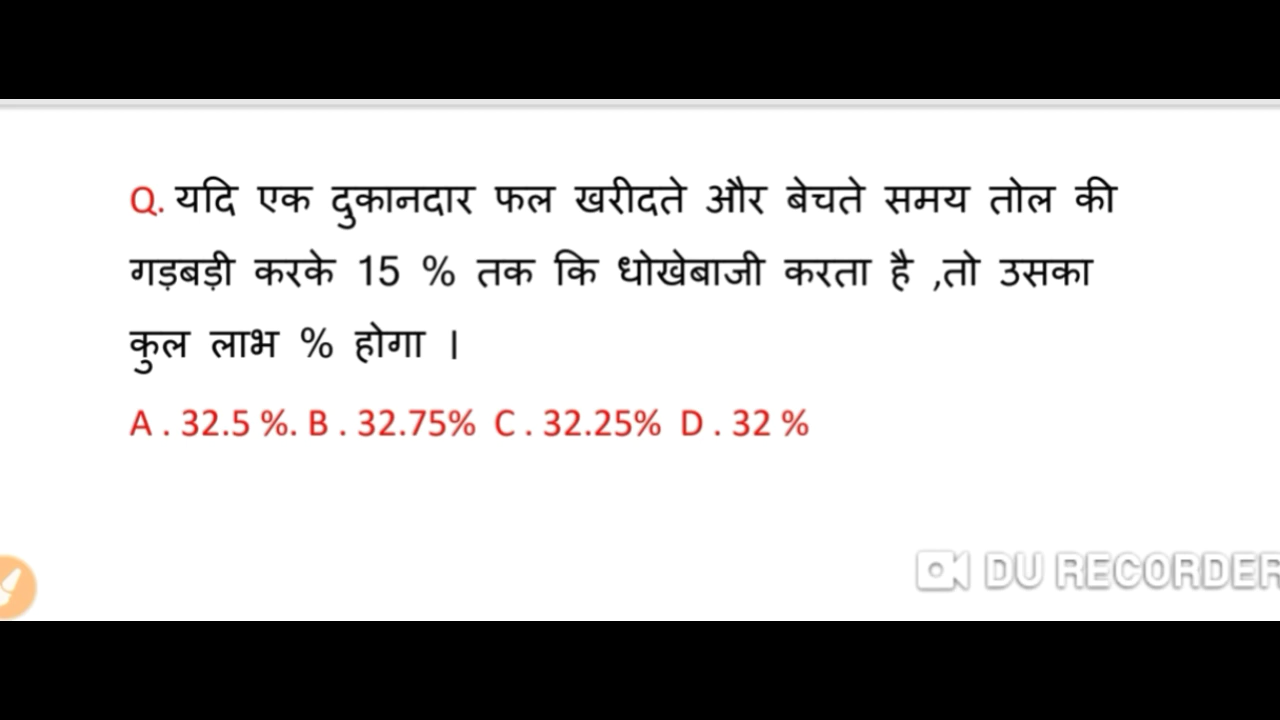 Q. यदि एक दुकानदार फल खरीदते और बेचते समय तोल की
गड़बड़ी करके 15 % तक कि धोखेबाजी करता है ,तो उसका
कुल लाभ % होगा ।
A . 32.5 %. B . 32.75% C . 32.25% D . 32 %
DU RECORDER